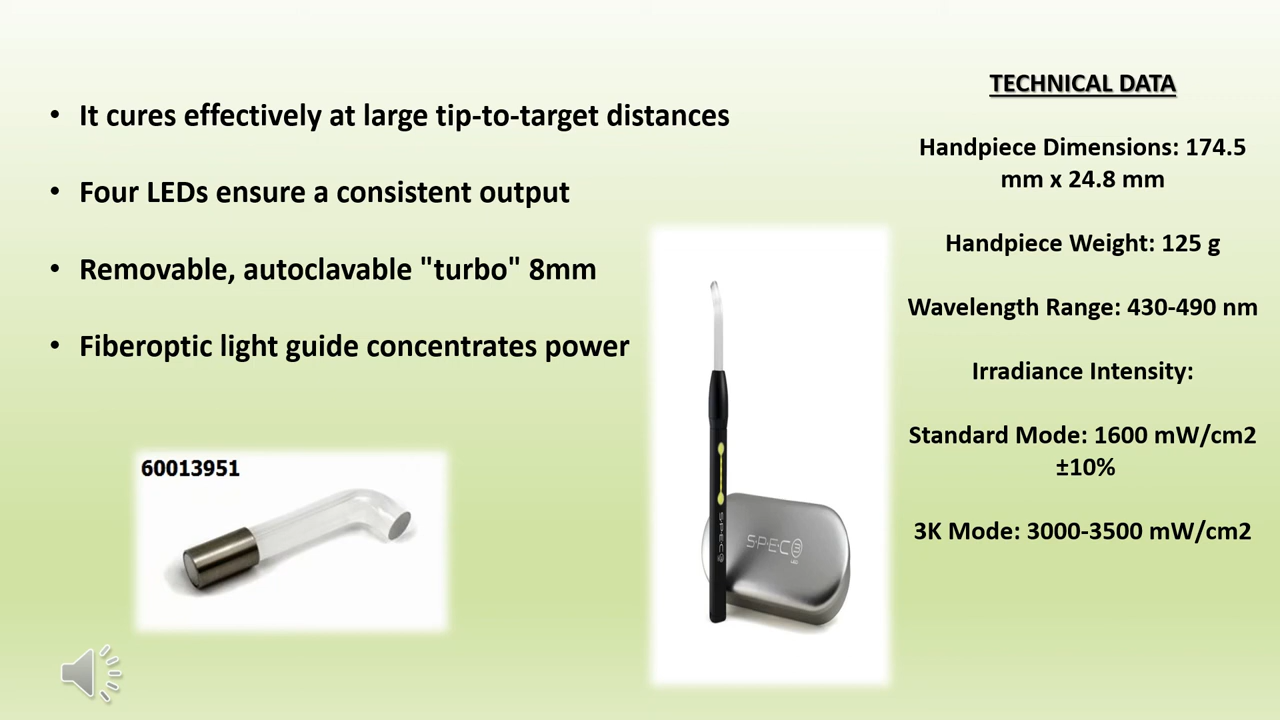 • It cures effectively at large tip-to-target distances
• Four LEDs ensure a consistent output
• Removable, autoclavable "turbo" 8mm
• Fiberoptic light guide concentrates power
60013951
SPEC3
SPEC3
TECHNICAL DATA
Handpiece Dimensions: 174.5
mm x 24.8 mm
Handpiece Weight: 125 g
Wavelength Range: 430-490 nm
Irradiance Intensity:
Standard Mode: 1600 mW/cm2
±10%
3K Mode: 3000-3500 mW/cm2